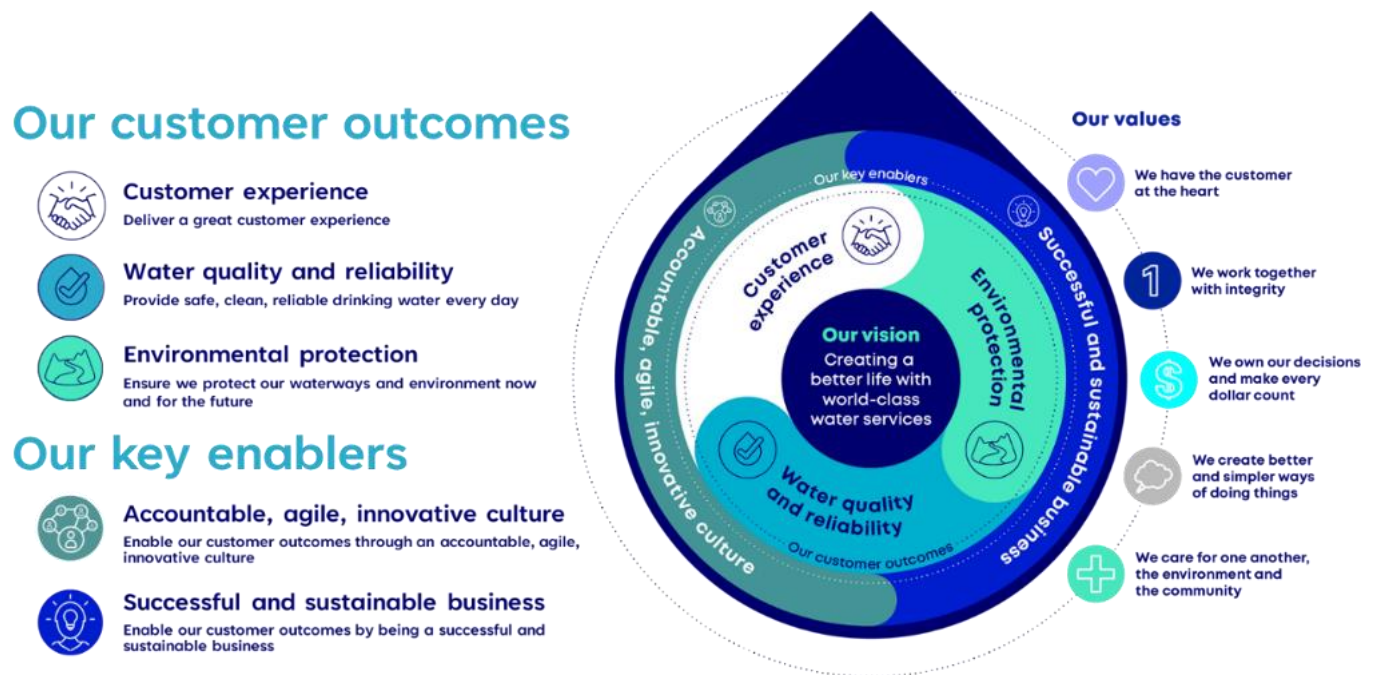 Our customer outcomes
Customer experience
Deliver a great customer experience
Water quality and reliability
Provide safe, clean, reliable drinking water every day
Environmental protection
Ensure we protect our waterways and environment now
and for the future
Our key enablers
Accountable, agile, innovative culture
Enable our customer outcomes through an accountable, agile,
innovative culture
Successful and sustainable business
Enable our customer outcomes by being a successful and
sustainable business
Our key enablers
Accountable, agile, innovative culture
Successful and sustainable business
Customer
experience
Environmental
protection
Our vision
Creating a
better life with
world-class
water services
Water quality
and reliability
Our customer outcomes
Our values
We have the customer
at the heart
1
We work together
with integrity
$
We own our decisions
and make every
dollar count
We create better
and simpler ways
of doing things
We care for one another,
the environment and
the community